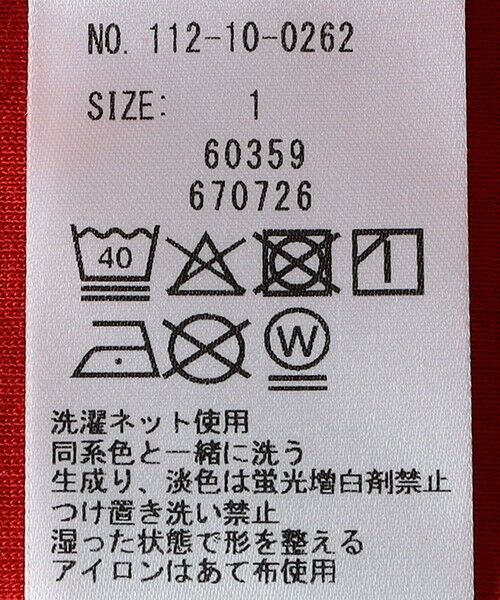 NO. 112-10-0262
SIZE: 1
60359
670726
40
W
洗濯ネット使用
同系色と一緒に洗う
生成り、淡色は蛍光増白剤禁止
つけ置き洗い禁止
湿った状態で形を整える
アイロンはあて布使用